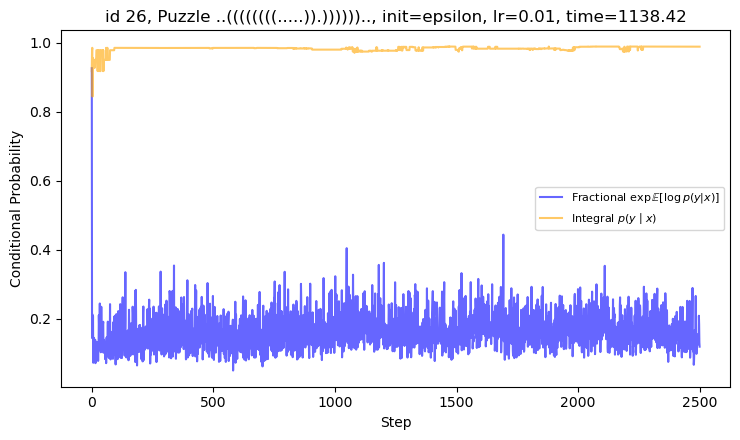 id 26, Puzzle ..((((((((.....)).)))))).., init=epsilon, lr=0.01, time=1138.42
1.0
0.8
0.6
0.4
0.2
Conditional Probability
Fractional exp𝔼[log p(y|x)]
Integral p(y | x)
0 500 1000 1500 2000 2500
Step